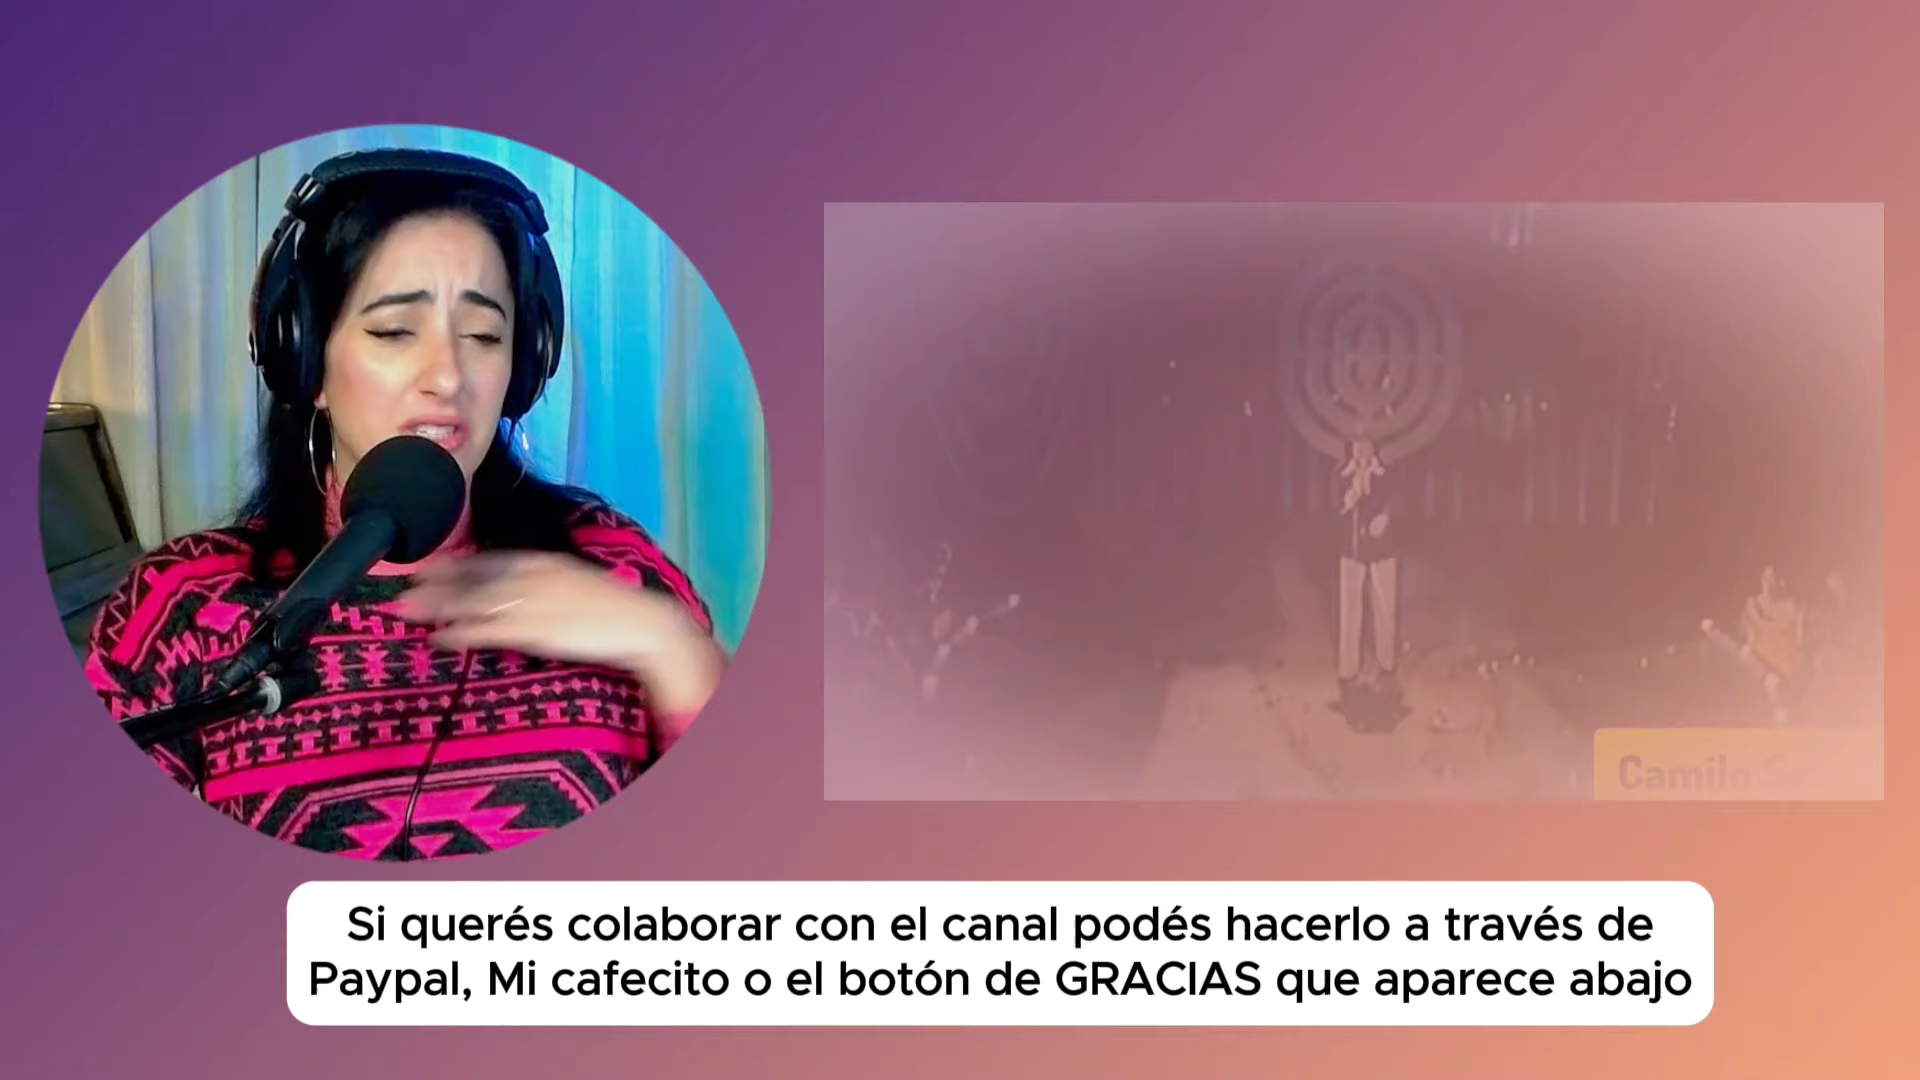 Camilo
Si querés colaborar con el canal podés hacerlo a través de
Paypal, Mi cafecito o el botón de GRACIAS que aparece abajo